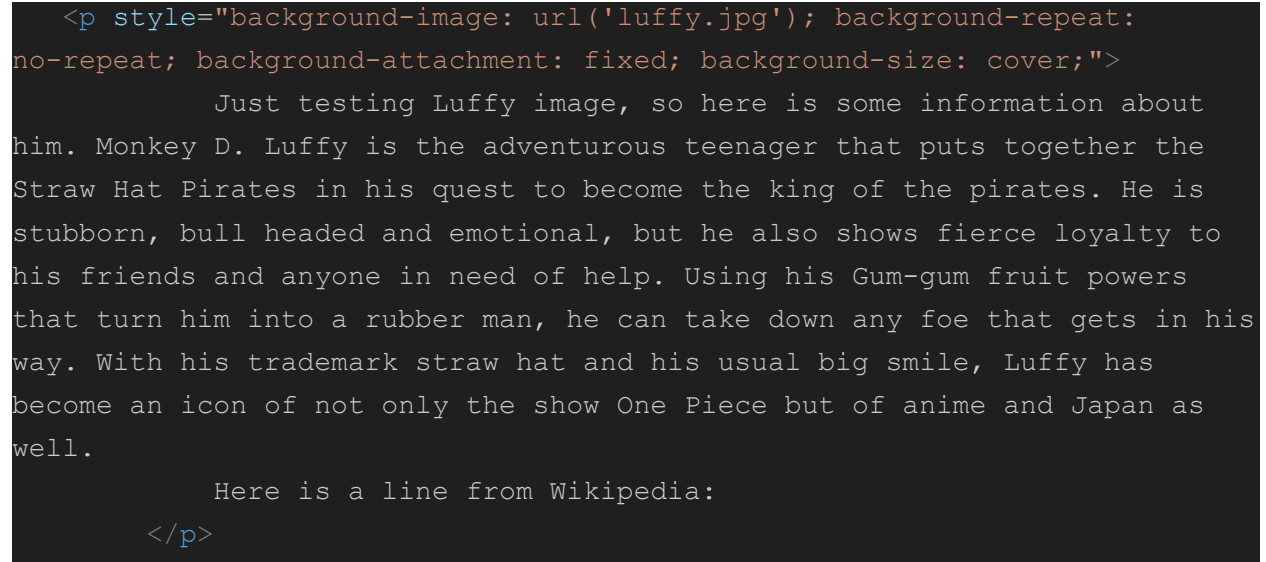 <p style="background-image: url('luffy.jpg'); background-repeat:
no-repeat; background-attachment: fixed; background-size: cover;">
Just testing Luffy image, so here is some information about
him. Monkey D. Luffy is the adventurous teenager that puts together the
Straw Hat Pirates in his quest to become the king of the pirates. He is
stubborn, bull headed and emotional, but he also shows fierce loyalty to
his friends and anyone in need of help. Using his Gum-gum fruit powers
that turn him into a rubber man, he can take down any foe that gets in his
way. With his trademark straw hat and his usual big smile, Luffy has
become an icon of not only the show One Piece but of anime and Japan as
well.
Here is a line from Wikipedia:
</p>